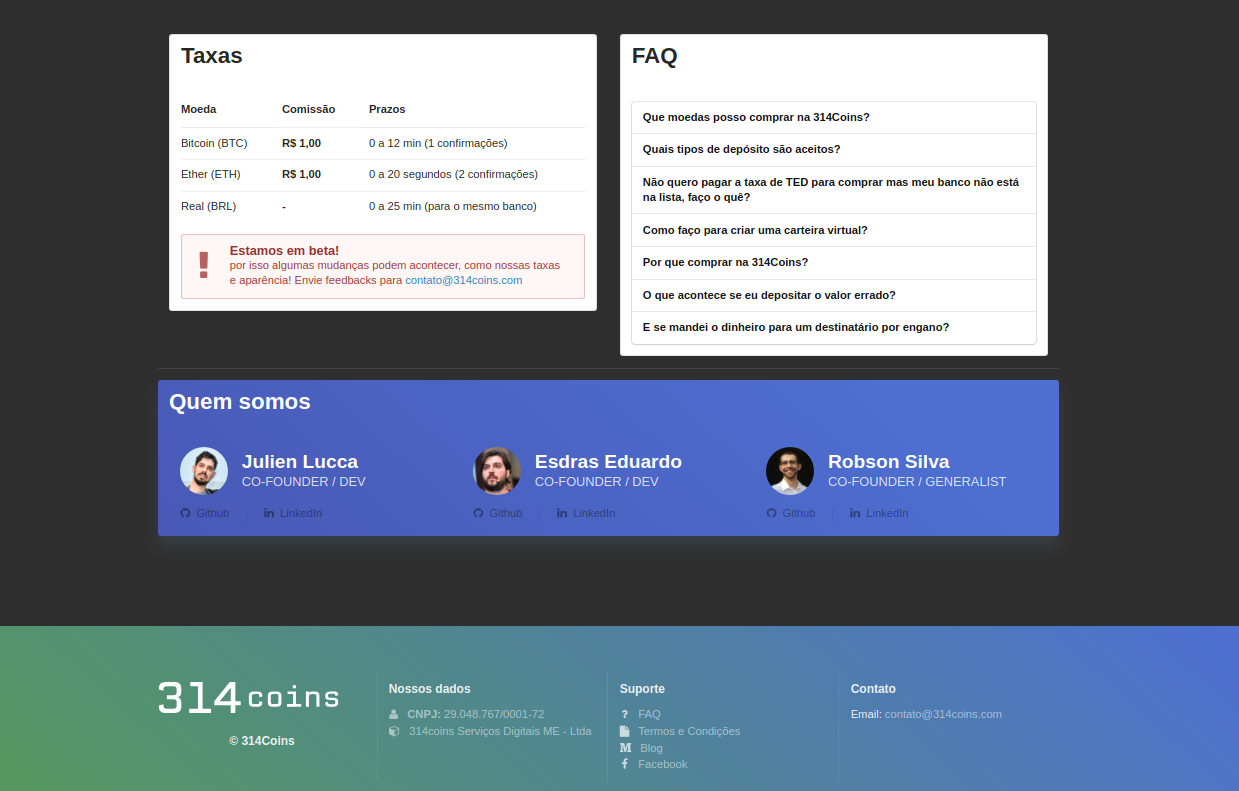 Taxas
Moeda Comissão Prazos
Bitcoin (BTC) R$ 1,00 0 a 12 min (1 confirmações)
Ether (ETH) R$ 1,00 0 a 20 segundos (2 confirmações)
Real (BRL) - 0 a 25 min (para o mesmo banco)
Estamos em beta!
por isso algumas mudanças podem acontecer, como nossas taxas
e aparência! Envie feedbacks para contato@314coins.com
FAQ
Que moedas posso comprar na 314Coins?
Quais tipos de depósito são aceitos?
Não quero pagar a taxa de TED para comprar mas meu banco não está
na lista, faço o quê?
Como faço para criar uma carteira virtual?
Por que comprar na 314Coins?
O que acontece se eu depositar o valor errado?
E se mandei o dinheiro para um destinatário por engano?
Quem somos
Julien Lucca
CO-FOUNDER / DEV
Github LinkedIn
Esdras Eduardo
CO-FOUNDER / DEV
Github LinkedIn
Robson Silva
CO-FOUNDER / GENERALIST
Github LinkedIn
314coins
© 314Coins
Nossos dados
CNPJ: 29.048.767/0001-72
314coins Serviços Digitais ME - Ltda
Suporte
FAQ
Termos e Condições
Blog
Facebook
Contato
Email: contato@314coins.com